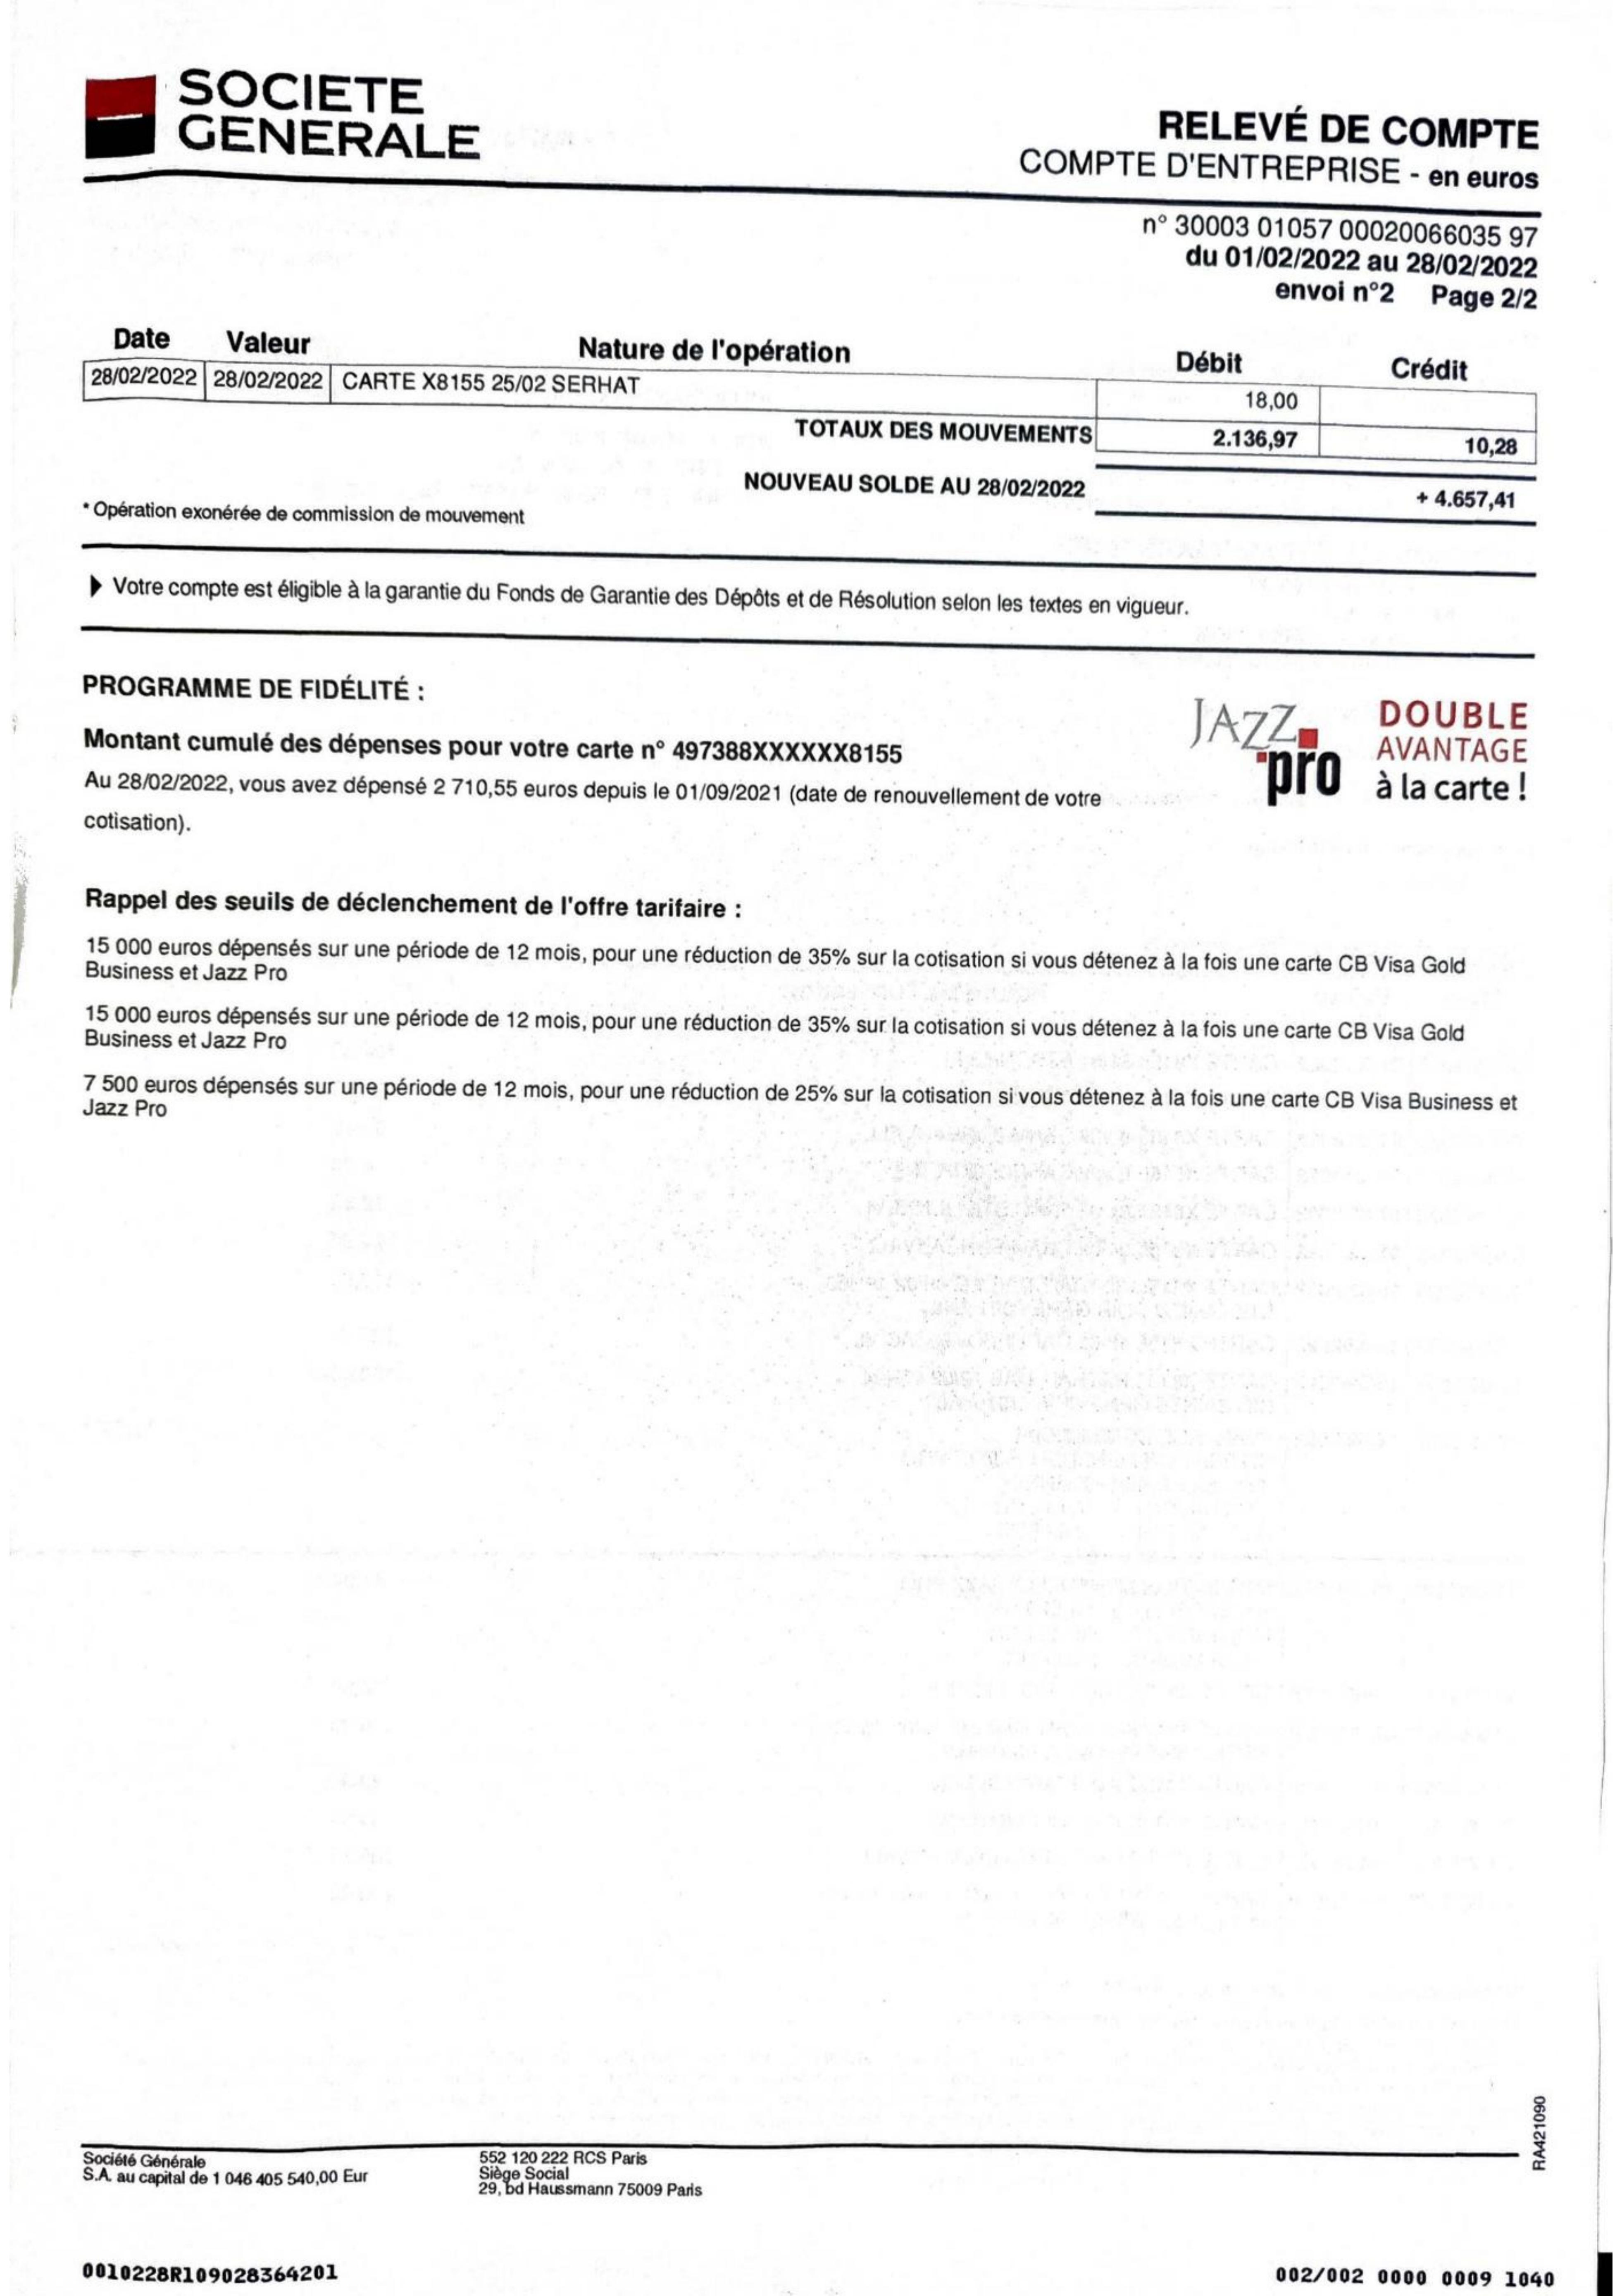 SOCIETE
GENERALE
RELEVÉ DE COMPTE
COMPTE D'ENTREPRISE - en euros
n° 30003 01057 00020066035 97
du 01/02/2022 au 28/02/2022
envoi n°2 Page 2/2
Date Valeur Nature de l'opération Débit Crédit
28/02/2022 28/02/2022 CARTE X8155 25/02 SERHAT 18,00
TOTAUX DES MOUVEMENTS 2.136,97 10,28
NOUVEAU SOLDE AU 28/02/2022 + 4.657,41
* Opération exonérée de commission de mouvement
Votre compte est éligible à la garantie du Fonds de Garantie des Dépôts et de Résolution selon les textes en vigueur.
PROGRAMME DE FIDÉLITÉ :
JAZZ pro
DOUBLE
AVANTAGE
à la carte !
Montant cumulé des dépenses pour votre carte n° 497388XXXXXX8155
Au 28/02/2022, vous avez dépensé 2 710,55 euros depuis le 01/09/2021 (date de renouvellement de votre
cotisation).
Rappel des seuils de déclenchement de l'offre tarifaire :
15 000 euros dépensés sur une période de 12 mois, pour une réduction de 35% sur la cotisation si vous détenez à la fois une carte CB Visa Gold
Business et Jazz Pro
15 000 euros dépensés sur une période de 12 mois, pour une réduction de 35% sur la cotisation si vous détenez à la fois une carte CB Visa Gold
Business et Jazz Pro
7 500 euros dépensés sur une période de 12 mois, pour une réduction de 25% sur la cotisation si vous détenez à la fois une carte CB Visa Business et
Jazz Pro
RA421090
Société Générale
S.A. au capital de 1 046 405 540,00 Eur
552 120 222 RCS Paris
Siège Social
29, bd Haussmann 75009 Paris
0010228R109028364201
002/002 0000 0009 1040